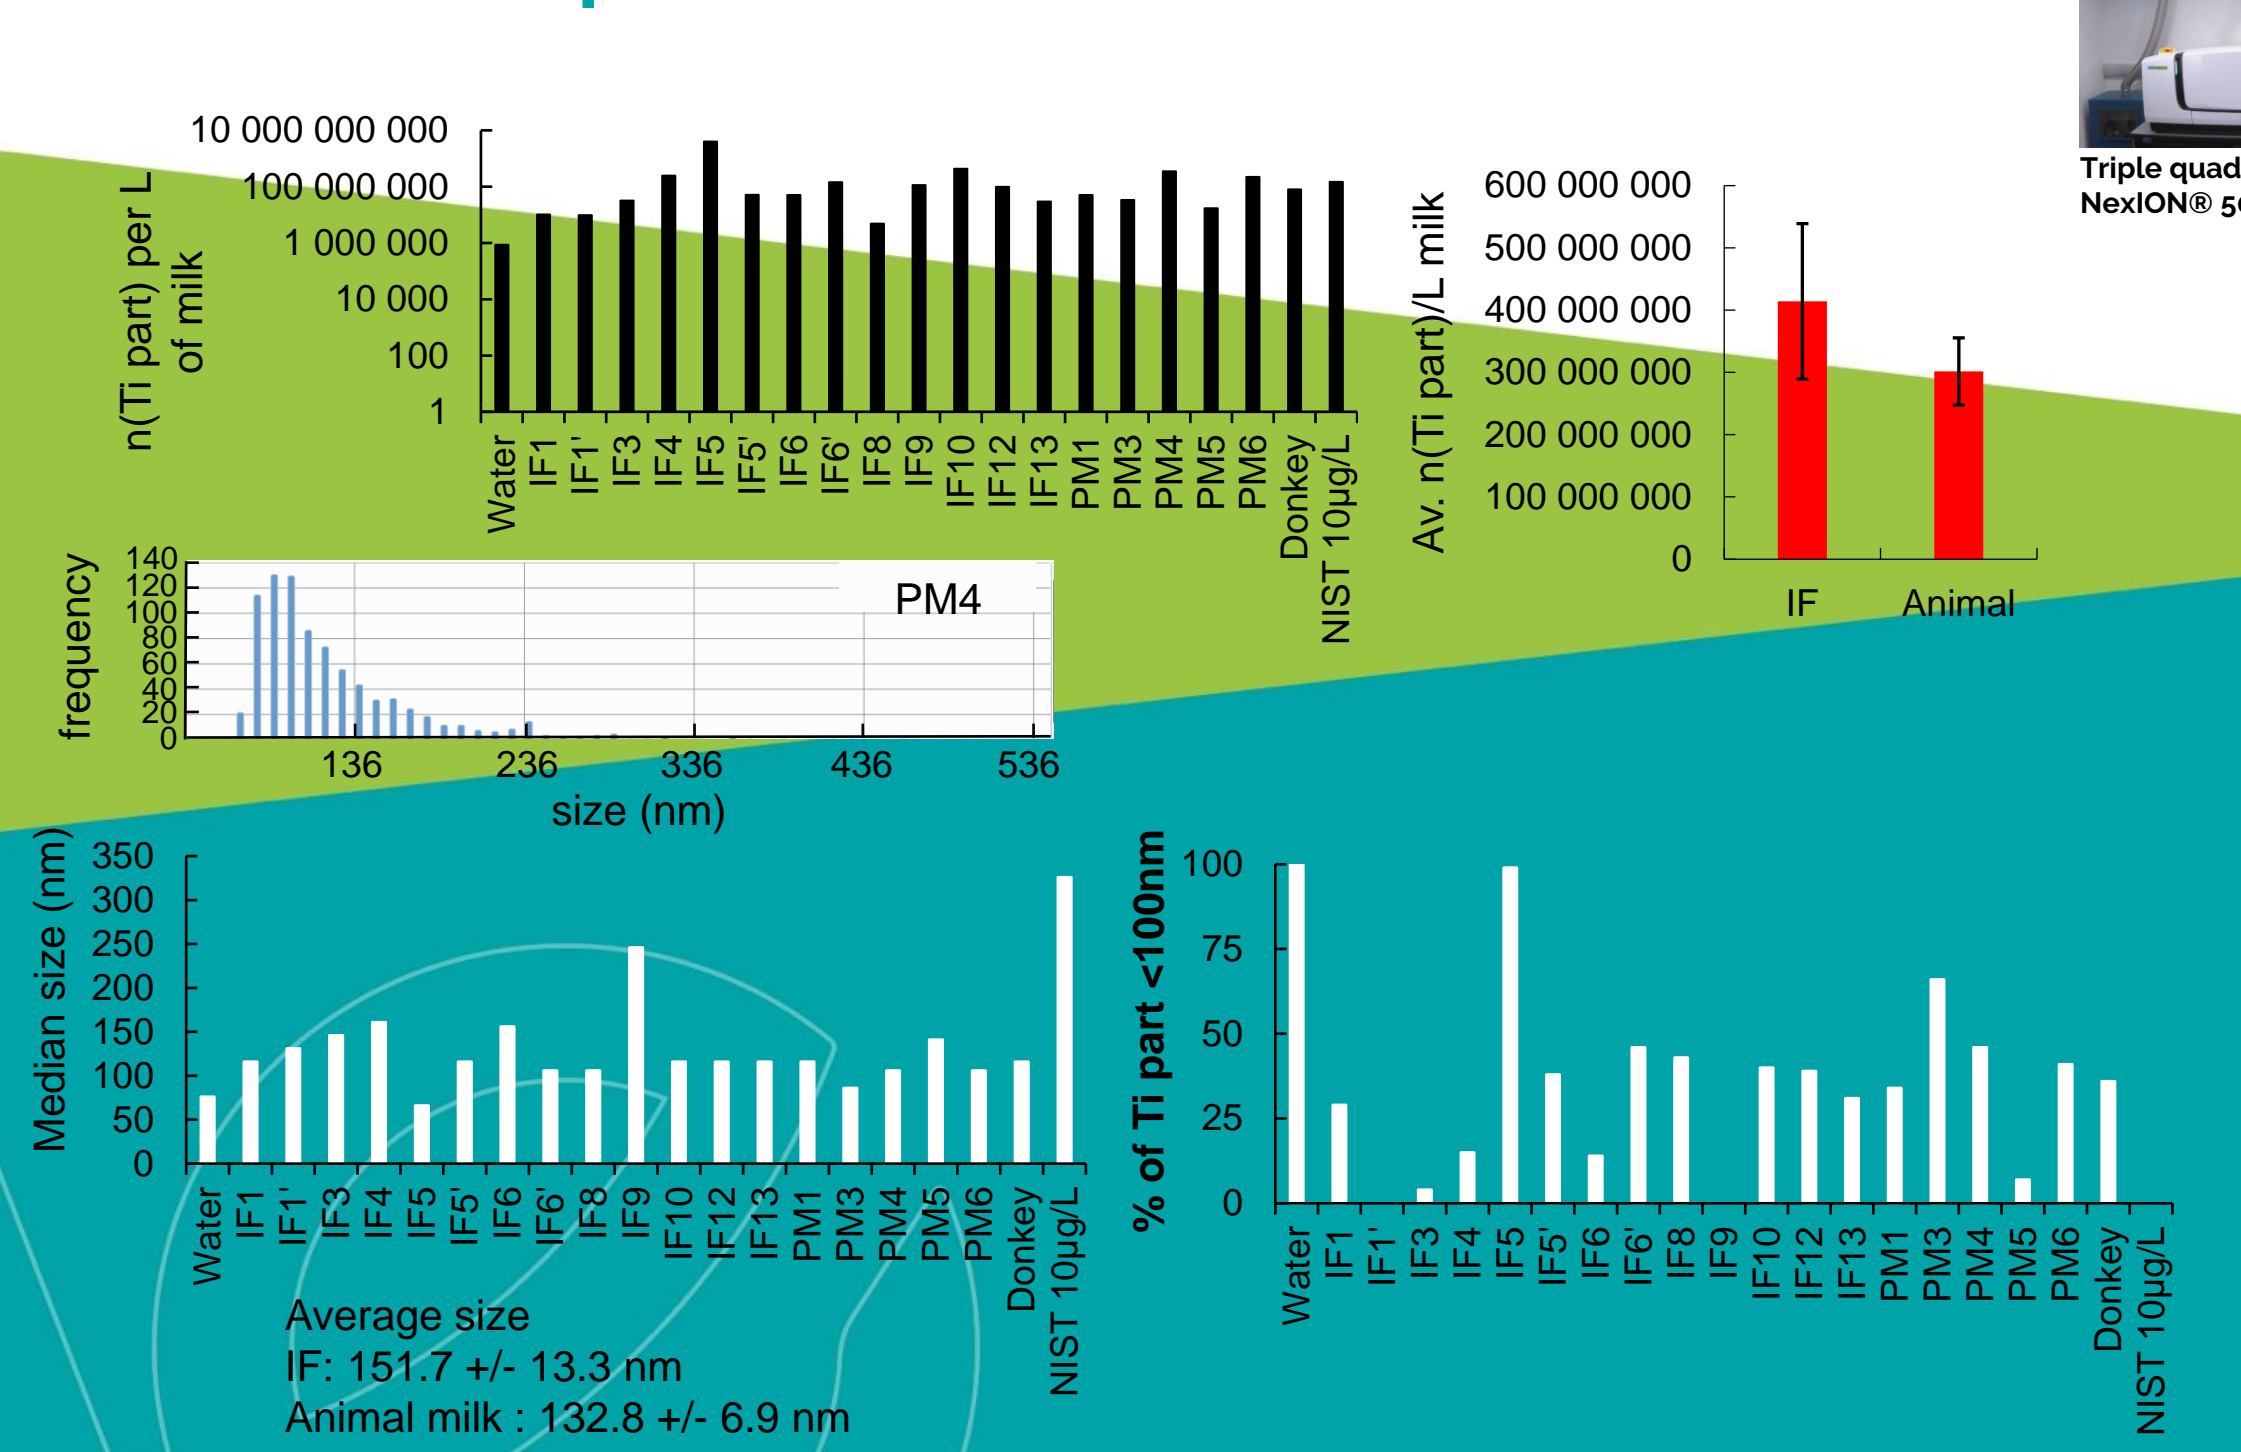 Triple quad
NexION®
n(Ti part) per L
of milk
10 000 000 000
100 000 000
1 000 000
10 000
100
1
Water
IF1
IF1'
IF3
IF4
IF5
IF5'
IF6
IF6'
IF8
IF9
IF10
IF12
IF13
PM1
PM3
PM4
PM5
PM6
Donkey
NIST 10µg/L
Av. n(Ti part)/L milk
600 000 000
500 000 000
400 000 000
300 000 000
200 000 000
100 000 000
0
IF
Animal
frequency
140
120
100
80
60
40
20
0
PM4
136
236
336
436
536
size (nm)
Median size (nm)
350
300
250
200
150
100
50
0
Water
IF1
IF1'
IF3
IF4
IF5
IF5'
IF6
IF6'
IF8
IF9
IF10
IF12
IF13
PM1
PM3
PM4
PM5
PM6
Donkey
NIST 10µg/L
Average size
IF: 151.7 +/- 13.3 nm
Animal milk : 132.8 +/- 6.9 nm
% of Ti part <100nm
100
75
50
25
0
Water
IF1
IF1'
IF3
IF4
IF5
IF5'
IF6
IF6'
IF8
IF9
IF10
IF12
IF13
PM1
PM3
PM4
PM5
PM6
Donkey
NIST 10µg/L